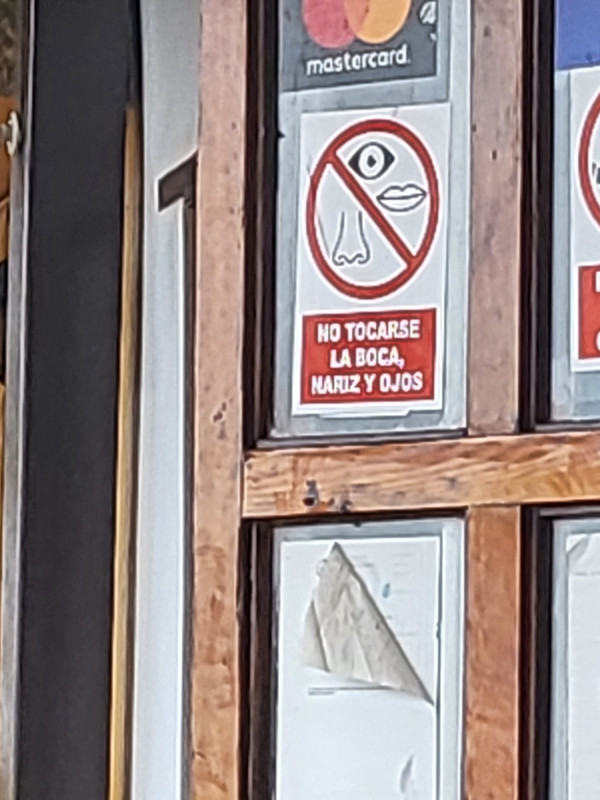 mastercard.
NO TOCARSE
LA BOCA,
NARIZ Y OJOS